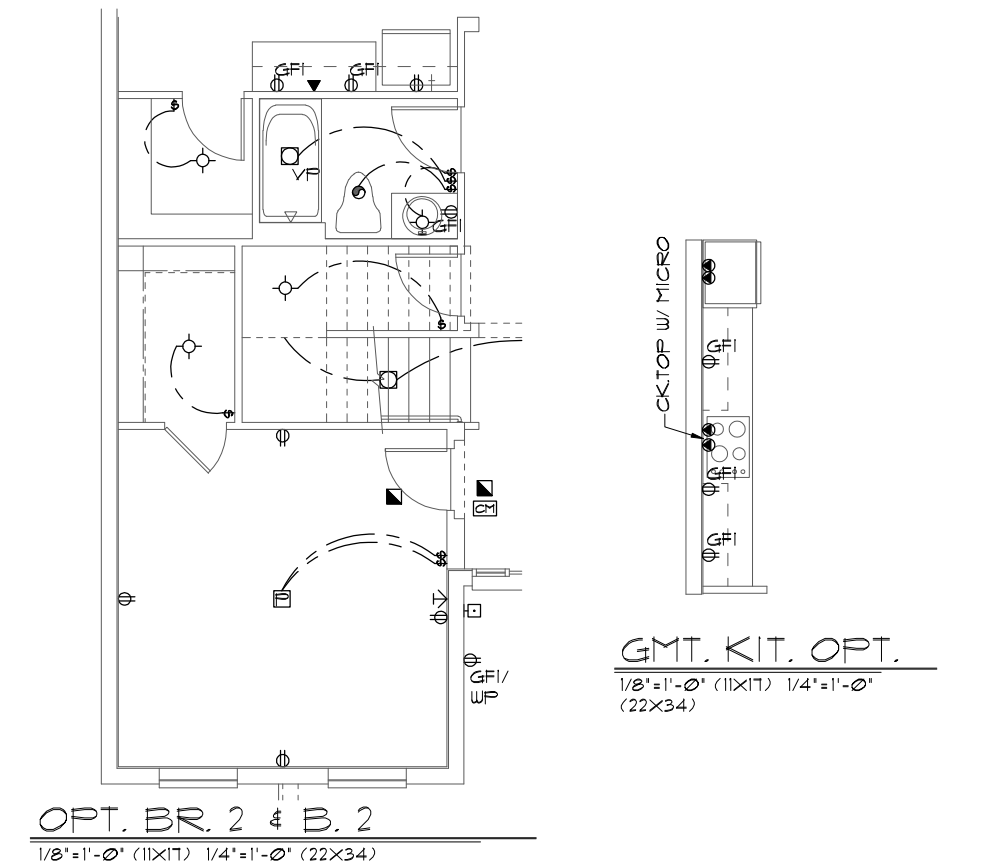 GFI GFI
$
VP
$$$
GFI
$
$
CM
$$
P
GFI/
WP
OPT. BR. 2 & B. 2
1/8"=1'-0" (11X17) 1/4"=1'-0" (22X34)
CK.TOP W/ MICRO
GFI
GFI
GFI
GMT. KIT. OPT.
1/8"=1'-0" (11X17) 1/4"=1'-0"
(22X34)